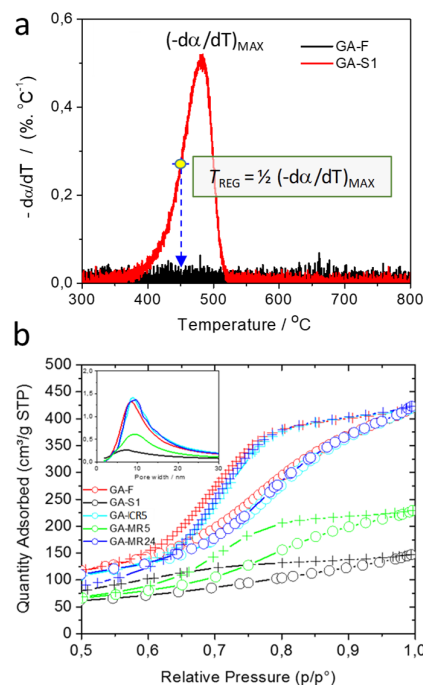 a
(-dα/dT)MAX
GA-F
GA-S1
TREG = ½ (-dα/dT)MAX
- dα/dT / (%. °C⁻¹)
0,6
0,4
0,2
0,0
300 400 500 600 700 800
Temperature / °C
b
Quantity Adsorbed (cm³/g STP)
500
450
400
350
300
250
200
150
100
50
0
2,0
1,5
1,0
0,5
0,0
0 10 20 30
Pore width / nm
GA-F
GA-S1
GA-ICR5
GA-MR5
GA-MR24
0,5 0,6 0,7 0,8 0,9 1,0
Relative Pressure (p/p°)